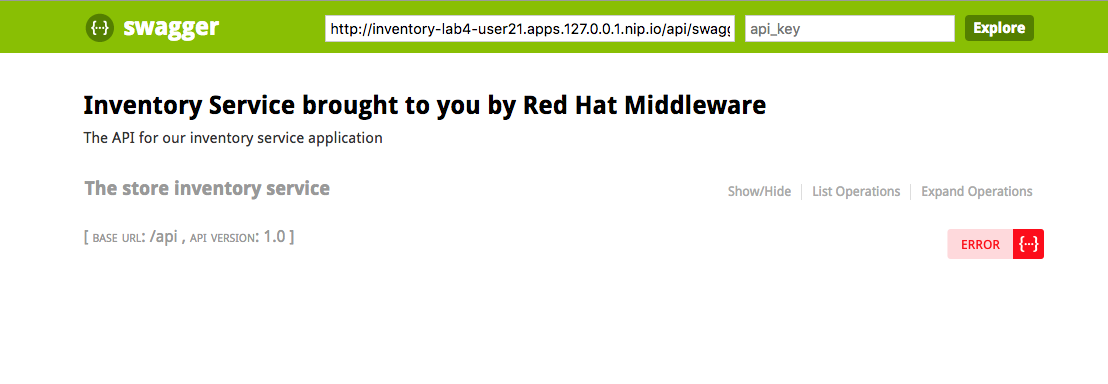 {···} swagger http://inventory-lab4-user21.apps.127.0.0.1.nip.io/api/swagg api_key Explore
Inventory Service brought to you by Red Hat Middleware
The API for our inventory service application
The store inventory service Show/Hide List Operations Expand Operations
[ BASE URL: /api , API VERSION: 1.0 ] ERROR {···}